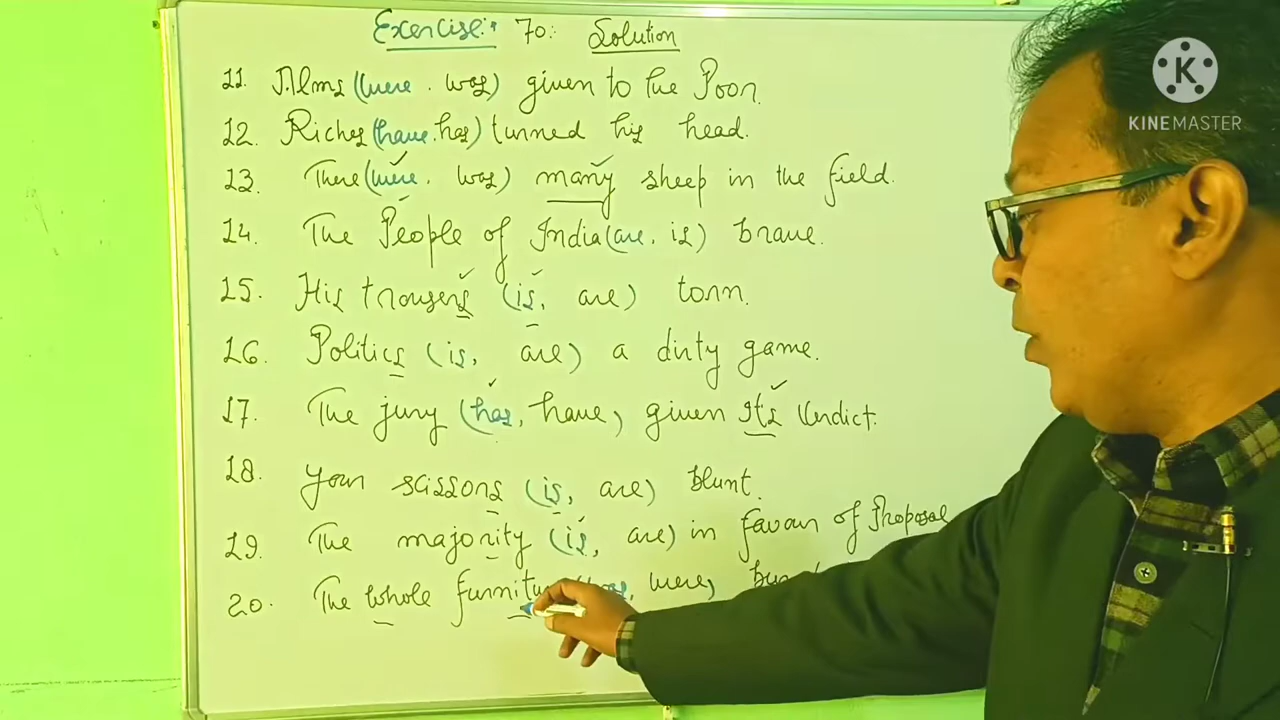 Exercise: 70: Solution
11. Alms (were. was) given to the Poor.
12. Riches (have. has) turned his head.
13. There (were. was) many sheep in the field.
14. The People of India (are. is) brave.
15. His trousers (is, are) torn.
16. Politics (is, are) a dirty game.
17. The jury (has, have) given its Verdict.
18. Your scissors (is, are) blunt.
19. The majority (is, are) in favour of Proposal
20. The whole were,
K
KINEMASTER